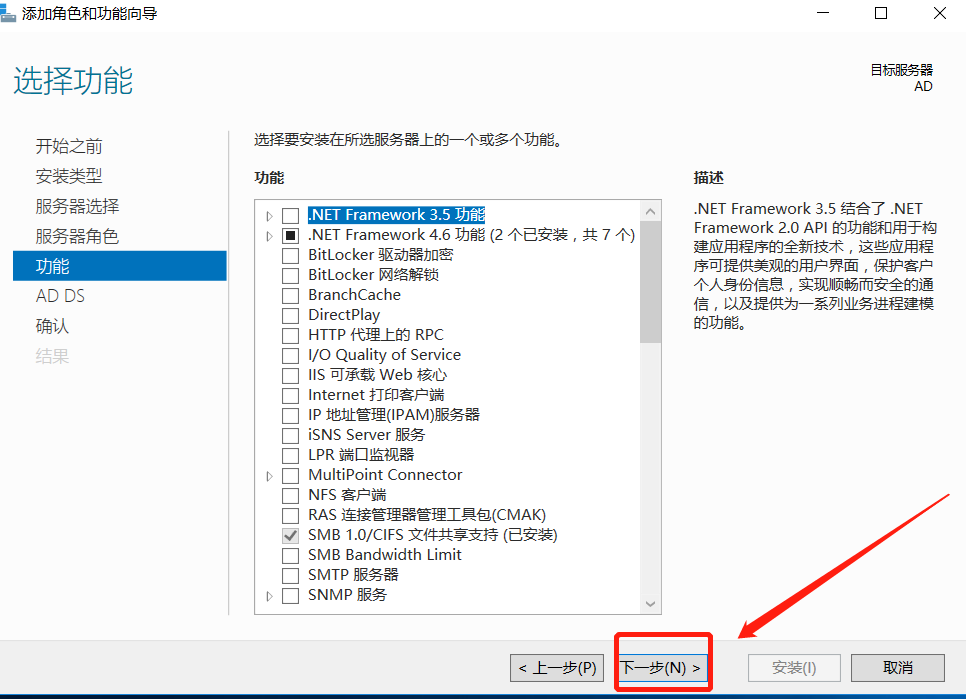 添加角色和功能向导
选择功能
目标服务器
AD
开始之前
安装类型
服务器选择
服务器角色
功能
AD DS
确认
结果
选择要安装在所选服务器上的一个或多个功能。
功能
.NET Framework 3.5 功能
.NET Framework 4.6 功能 (2 个已安装，共 7 个)
BitLocker 驱动器加密
BitLocker 网络解锁
BranchCache
DirectPlay
HTTP 代理上的 RPC
I/O Quality of Service
IIS 可承载 Web 核心
Internet 打印客户端
IP 地址管理(IPAM)服务器
iSNS Server 服务
LPR 端口监视器
MultiPoint Connector
NFS 客户端
RAS 连接管理器管理工具包(CMAK)
SMB 1.0/CIFS 文件共享支持 (已安装)
SMB Bandwidth Limit
SMTP 服务器
SNMP 服务
描述
.NET Framework 3.5 结合了 .NET
Framework 2.0 API 的功能和用于构
建应用程序的全新技术，这些应用程
序可提供美观的用户界面，保护客户
个人身份信息，实现顺畅而安全的通
信，以及提供为一系列业务进程建模
的功能。
< 上一步(P)
下一步(N) >
安装(I)
取消